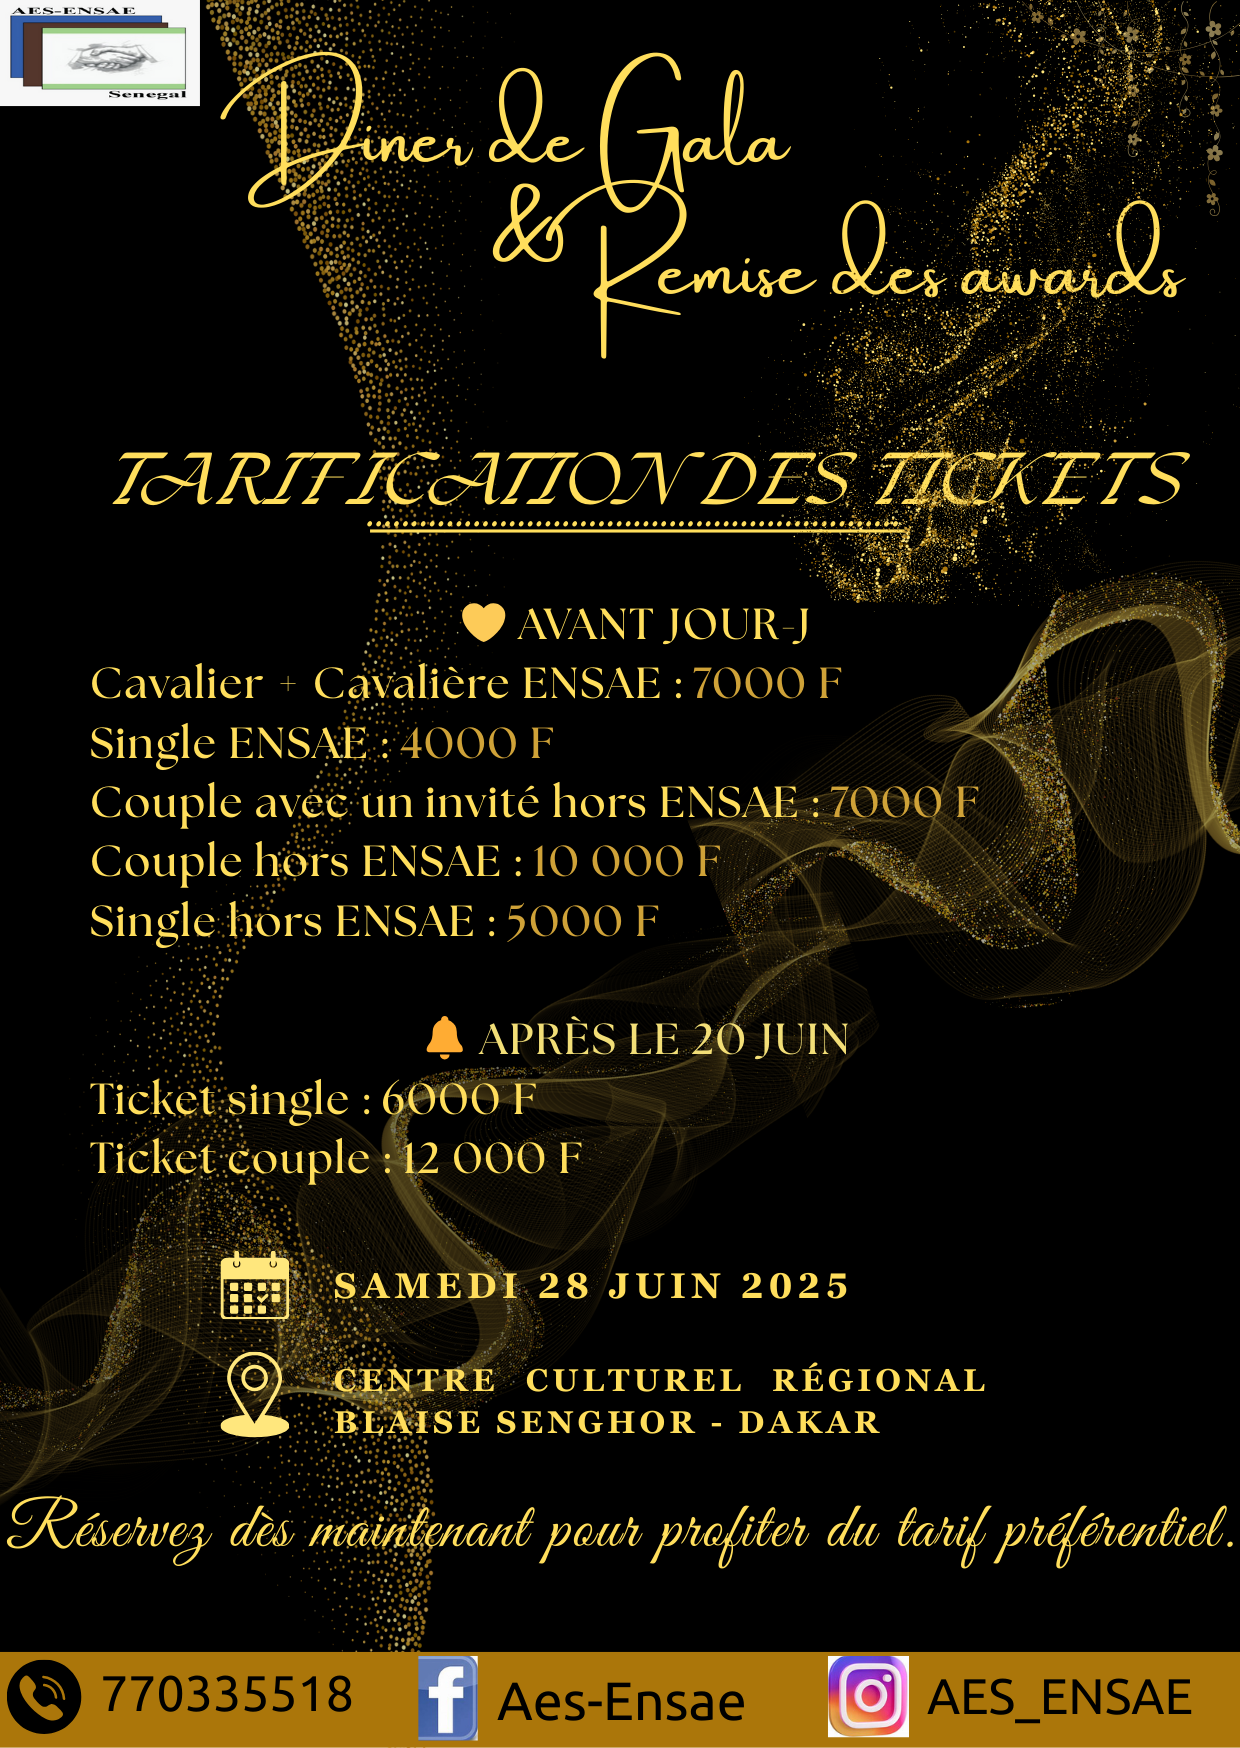 AES-ENSAE
Senegal
Diner de Gala
&
Remise des awards
TARIFICATION DES TICKETS
AVANT JOUR-J
Cavalier + Cavalière ENSAE : 7000 F
Single ENSAE : 4000 F
Couple avec un invité hors ENSAE : 7000 F
Couple hors ENSAE : 10 000 F
Single hors ENSAE : 5000 F
APRÈS LE 20 JUIN
Ticket single : 6000 F
Ticket couple : 12 000 F
SAMEDI 28 JUIN 2025
CENTRE CULTUREL RÉGIONAL
BLAISE SENGHOR - DAKAR
Réservez dès maintenant pour profiter du tarif préférentiel.
770335518
Aes-Ensae
AES_ENSAE